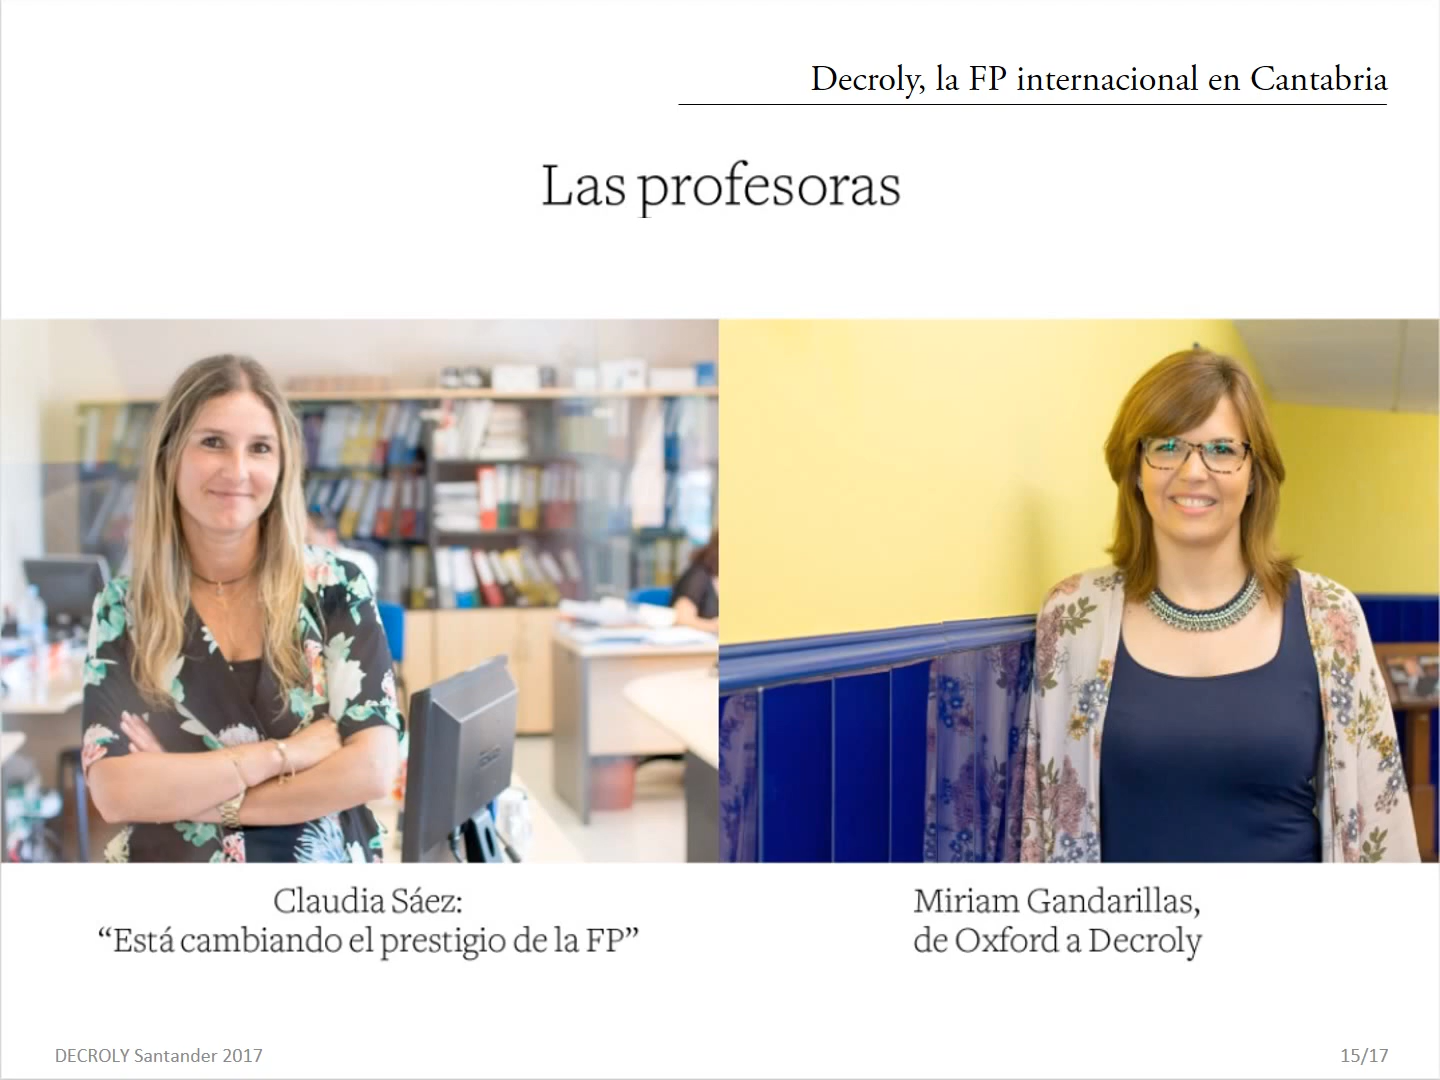 Decroly, la FP internacional en Cantabria
Las profesoras
Claudia Sáez:
“Está cambiando el prestigio de la FP”
Miriam Gandarillas,
de Oxford a Decroly
DECROLY Santander 2017
15/17